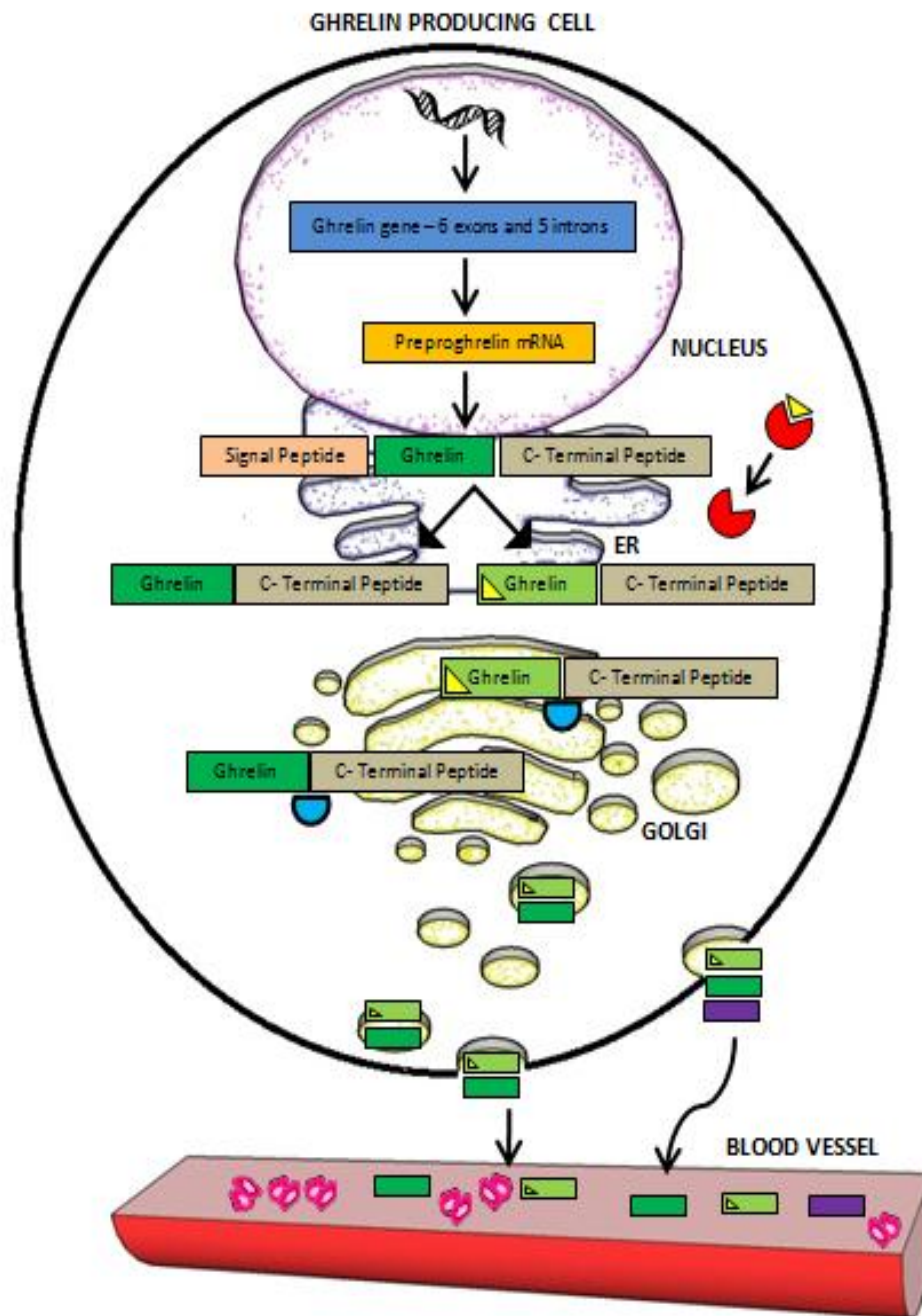 GHRELIN PRODUCING CELL
Ghrelin gene – 6 exons and 5 introns
Preproghrelin mRNA
NUCLEUS
Signal Peptide Ghrelin C- Terminal Peptide
ER
Ghrelin C- Terminal Peptide Ghrelin C- Terminal Peptide
Ghrelin C- Terminal Peptide
Ghrelin C- Terminal Peptide
GOLGI
BLOOD VESSEL